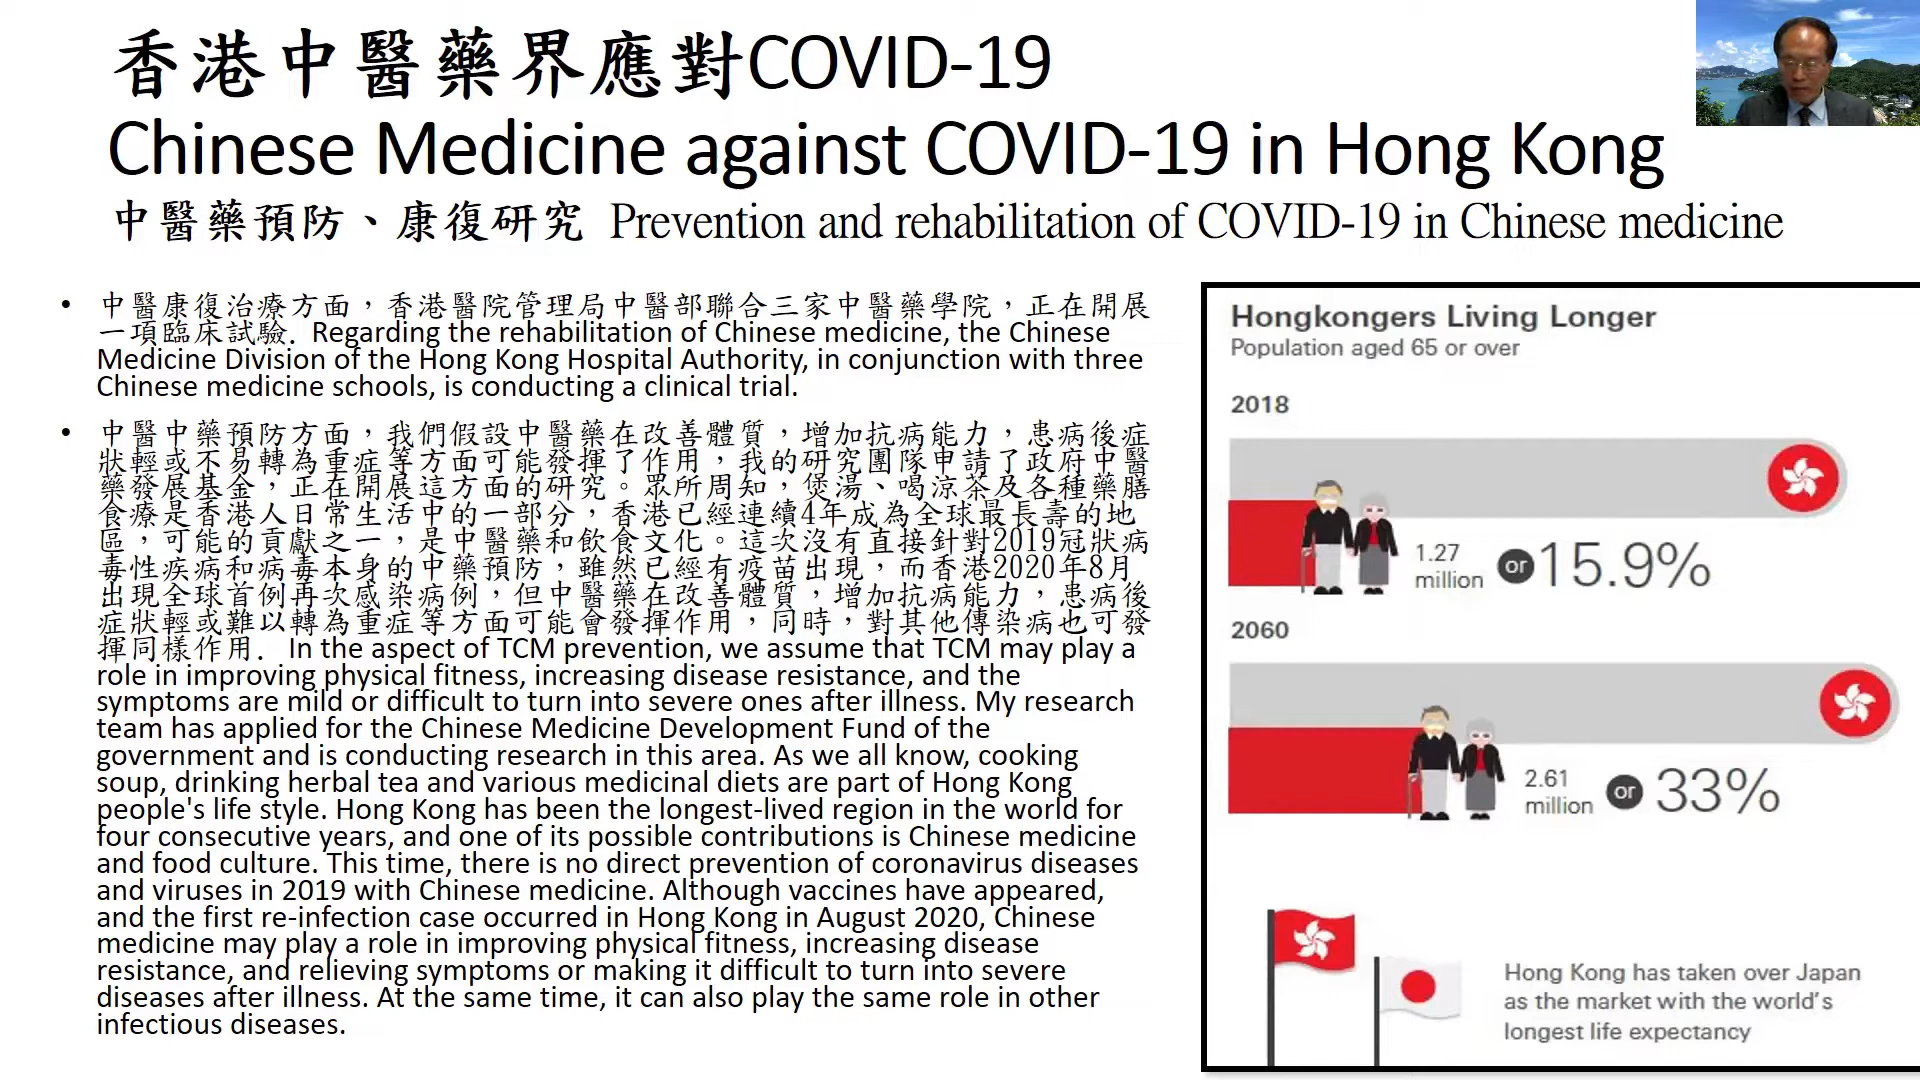 香港中醫藥界應對COVID-19
Chinese Medicine against COVID-19 in Hong Kong
中醫藥預防、康復研究 Prevention and rehabilitation of COVID-19 in Chinese medicine
• 中醫康復治療方面，香港醫院管理局中醫部聯合三家中醫藥學院，正在開展
一項臨床試驗. Regarding the rehabilitation of Chinese medicine, the Chinese
Medicine Division of the Hong Kong Hospital Authority, in conjunction with three
Chinese medicine schools, is conducting a clinical trial.
• 中醫中藥預防方面，我們假設中醫藥在改善體質，增加抗病能力，患病後症
狀輕或不易轉為重症等方面可能發揮了作用，我的研究團隊申請了政府中醫
藥發展基金，正在開展這方面的研究。眾所周知，煲湯、喝涼茶及各種藥膳
食療是香港人日常生活中的一部分，香港已經連續4年成為全球最長壽的地
區，可能的貢獻之一，是中醫藥和飲食文化。這次沒有直接針對2019冠狀病
毒性疾病和病毒本身的中藥預防，雖然已經有疫苗出現，而香港2020年8月
出現全球首例再次感染病例，但中醫藥在改善體質，增加抗病能力，患病後
症狀輕或難以轉為重症等方面可能會發揮作用，同時，對其他傳染病也可發
揮同樣作用. In the aspect of TCM prevention, we assume that TCM may play a
role in improving physical fitness, increasing disease resistance, and the
symptoms are mild or difficult to turn into severe ones after illness. My research
team has applied for the Chinese Medicine Development Fund of the
government and is conducting research in this area. As we all know, cooking
soup, drinking herbal tea and various medicinal diets are part of Hong Kong
people's life style. Hong Kong has been the longest-lived region in the world for
four consecutive years, and one of its possible contributions is Chinese medicine
and food culture. This time, there is no direct prevention of coronavirus diseases
and viruses in 2019 with Chinese medicine. Although vaccines have appeared,
and the first re-infection case occurred in Hong Kong in August 2020, Chinese
medicine may play a role in improving physical fitness, increasing disease
resistance, and relieving symptoms or making it difficult to turn into severe
diseases after illness. At the same time, it can also play the same role in other
infectious diseases.
Hongkongers Living Longer
Population aged 65 or over
2018
1.27
million or 15.9%
2060
2.61
million or 33%
Hong Kong has taken over Japan
as the market with the world's
longest life expectancy